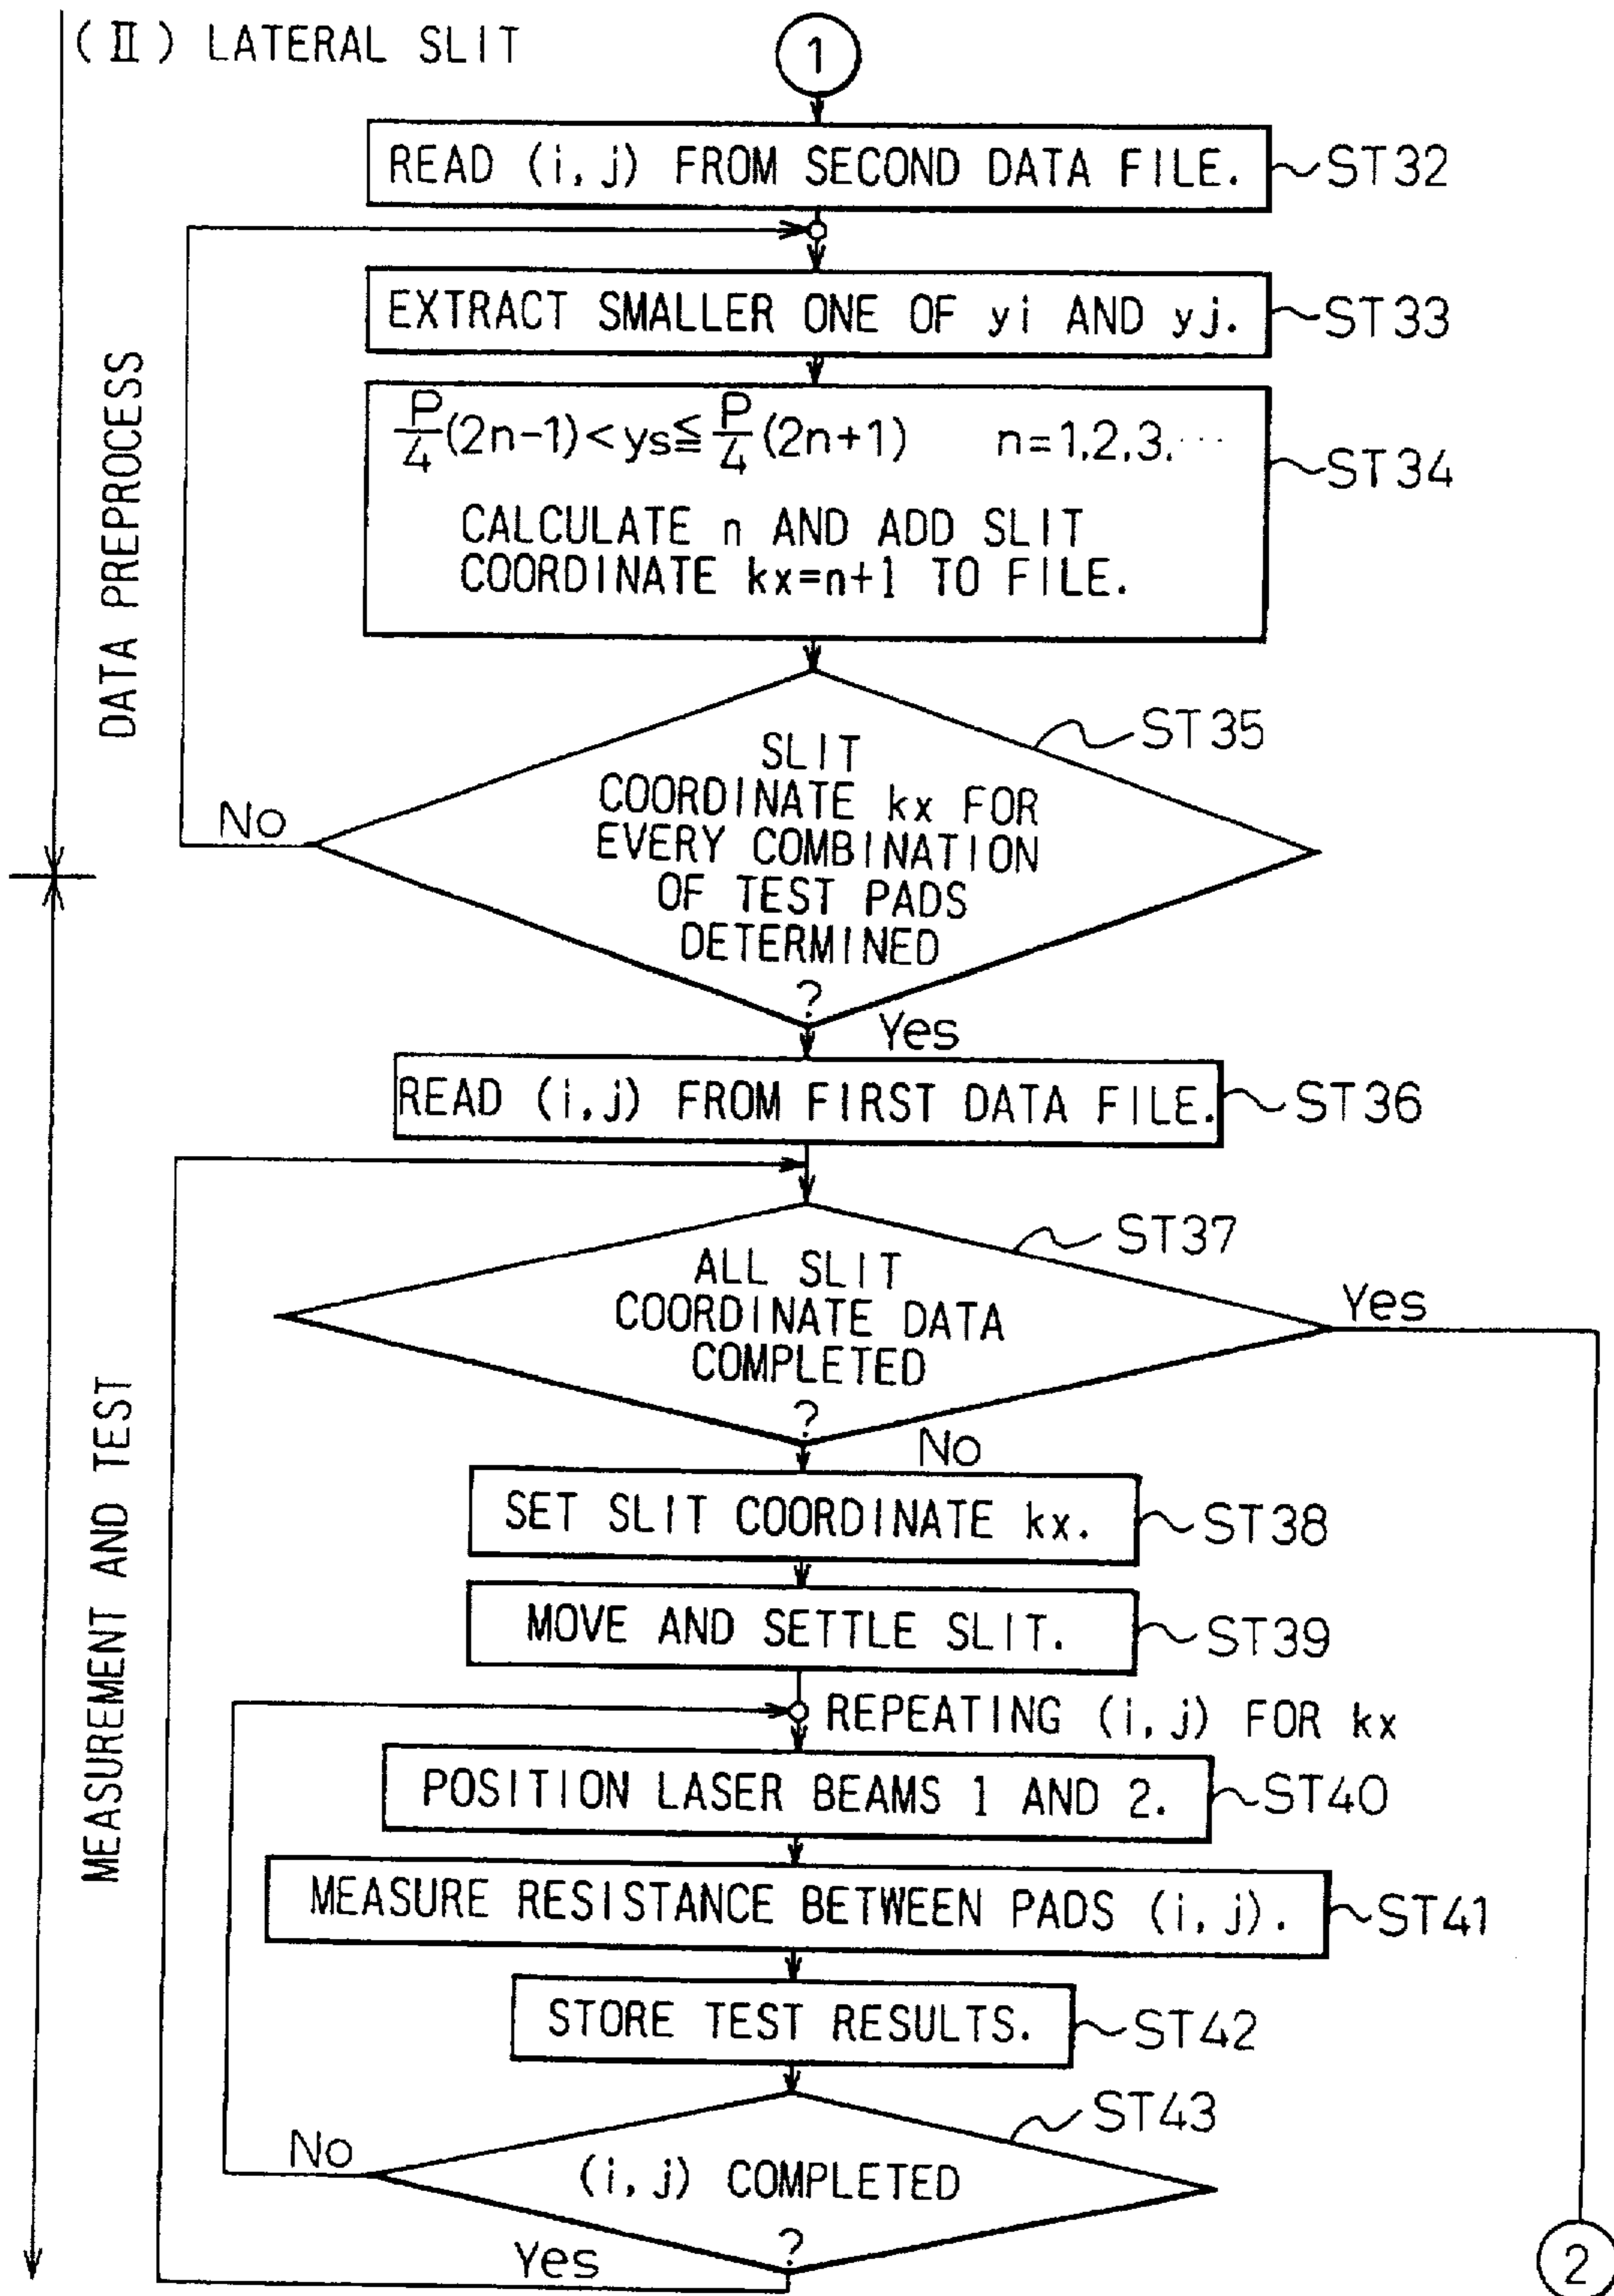 (II) LATERAL SLIT
1
READ (i,j) FROM SECOND DATA FILE.
ST32
EXTRACT SMALLER ONE OF yi AND yj.
ST33
P/4(2n-1)<ys≦P/4(2n+1) n=1,2,3,...
CALCULATE n AND ADD SLIT
COORDINATE kx=n+1 TO FILE.
ST34
DATA PREPROCESS
ST35
SLIT
COORDINATE kx FOR
EVERY COMBINATION
OF TEST PADS
DETERMINED
?
No
Yes
READ (i,j) FROM FIRST DATA FILE.
ST36
ST37
ALL SLIT
COORDINATE DATA
COMPLETED
?
Yes
No
SET SLIT COORDINATE kx.
ST38
MOVE AND SETTLE SLIT.
ST39
REPEATING (i,j) FOR kx
POSITION LASER BEAMS 1 AND 2.
ST40
MEASURE RESISTANCE BETWEEN PADS (i,j).
ST41
STORE TEST RESULTS.
ST42
MEASUREMENT AND TEST
ST43
(i,j) COMPLETED
?
No
Yes
2